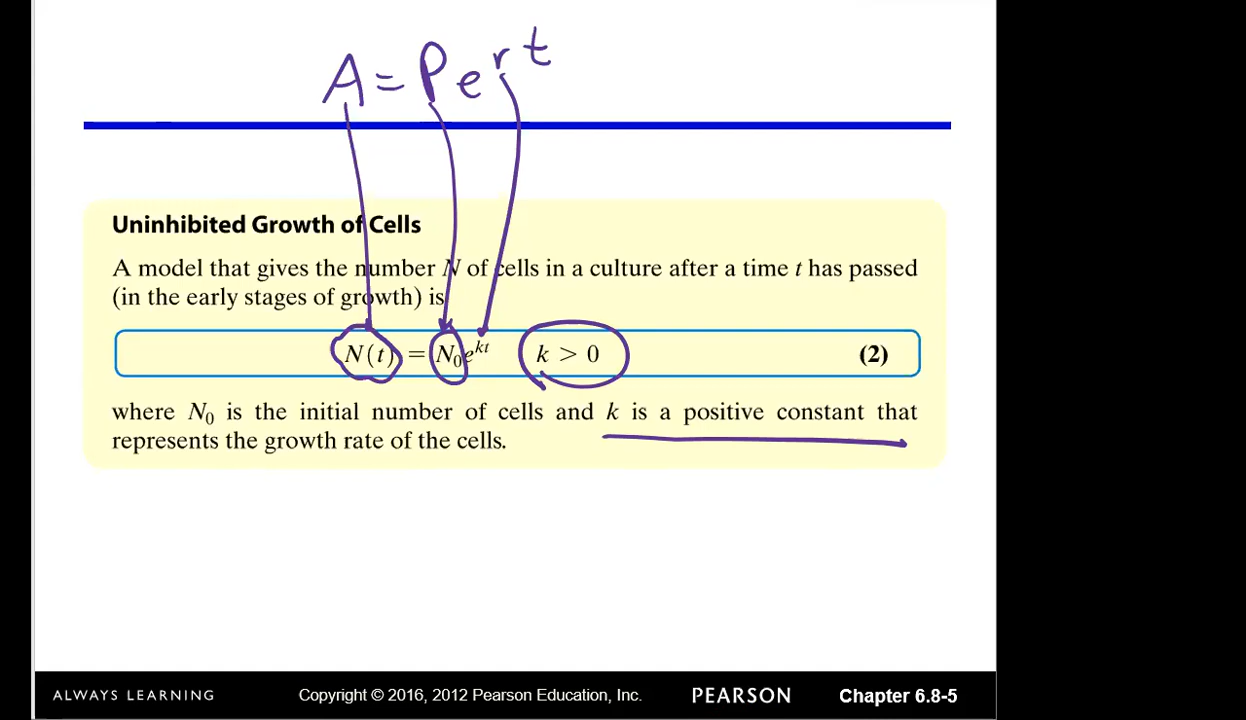 A = Pe^rt
Uninhibited Growth of Cells
A model that gives the number N of cells in a culture after a time t has passed
(in the early stages of growth) is
N(t) = N₀e^kt k > 0 (2)
where N₀ is the initial number of cells and k is a positive constant that
represents the growth rate of the cells.
ALWAYS LEARNING Copyright © 2016, 2012 Pearson Education, Inc. PEARSON Chapter 6.8-5